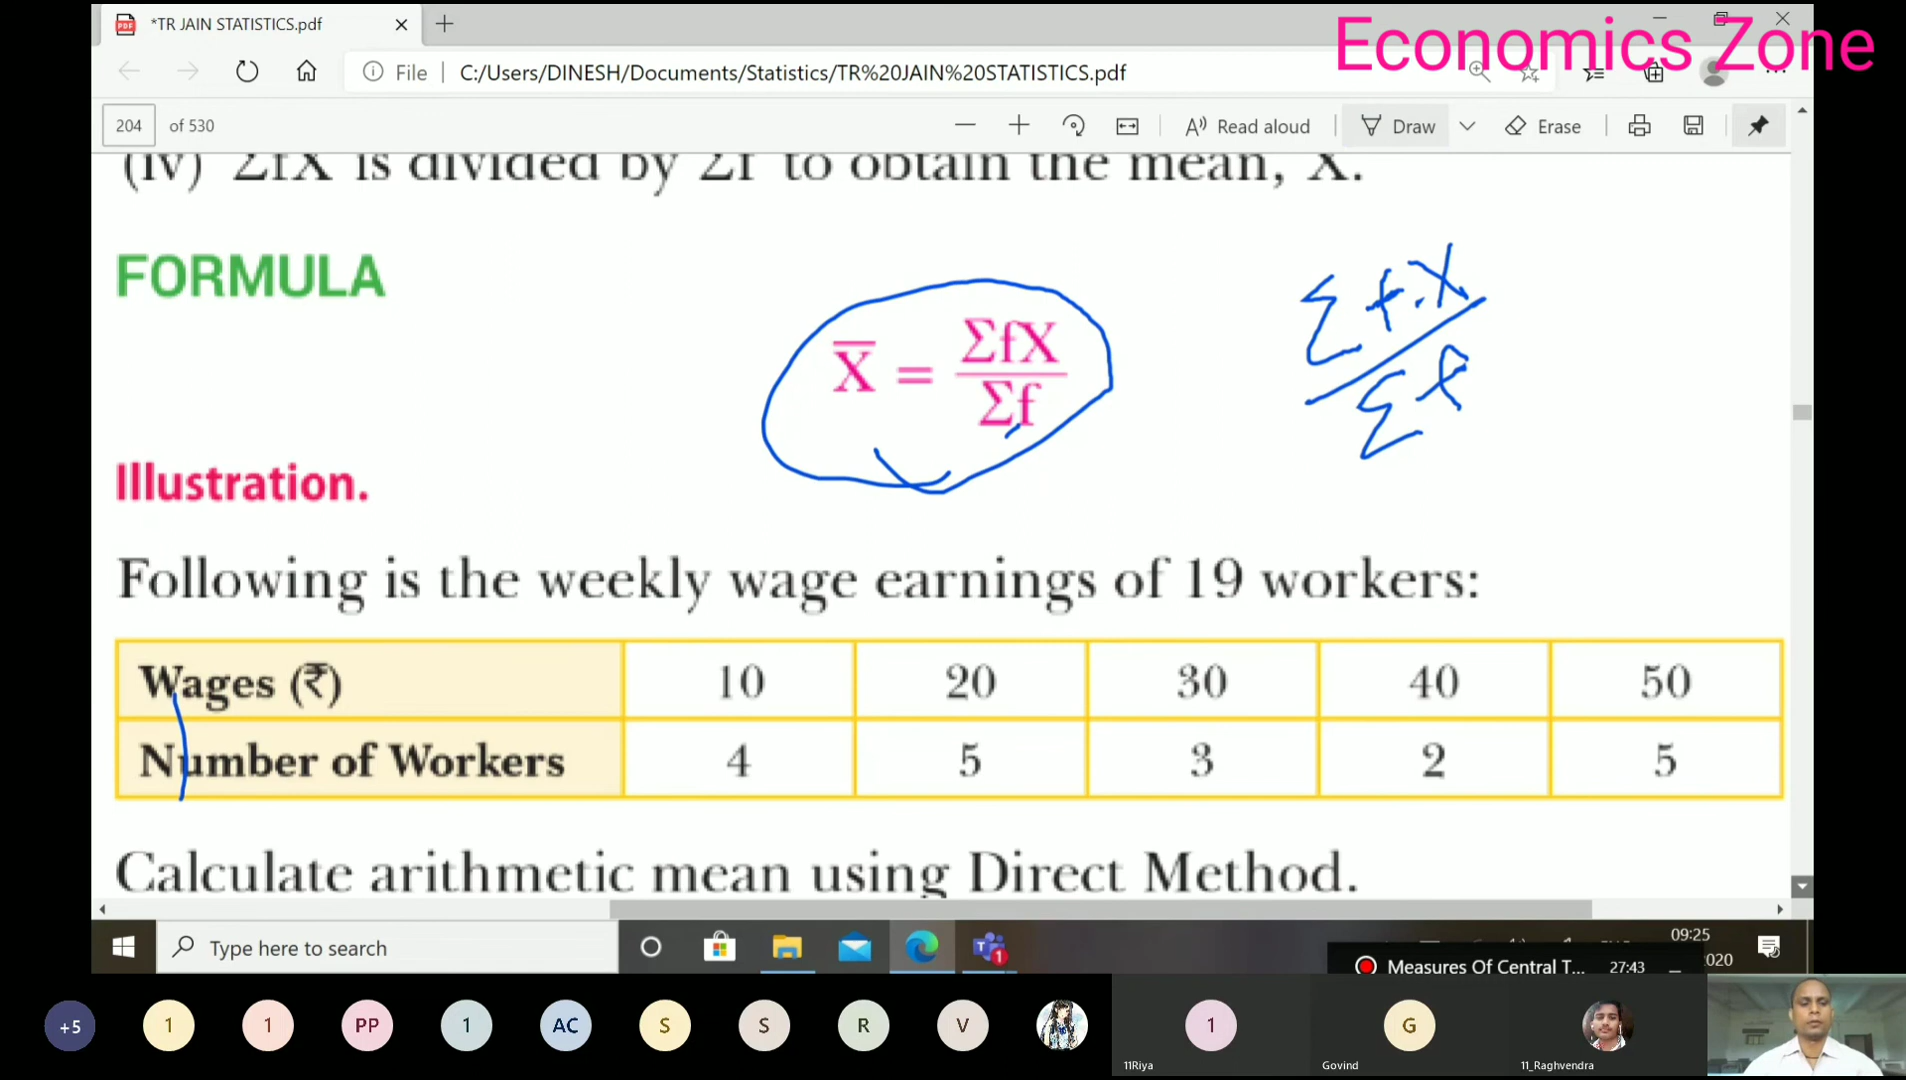 *TR JAIN STATISTICS.pdf
Economics Zone
File C:/Users/DINESH/Documents/Statistics/TR%20JAIN%20STATISTICS.pdf
204 of 530 Read aloud Draw Erase
(iv) ΣfX is divided by Σf to obtain the mean, X̅.
FORMULA
X̅ = ΣfX / Σf
Σ f.X
Σ f
Illustration.
Following is the weekly wage earnings of 19 workers:
Wages (₹) 10 20 30 40 50
Number of Workers 4 5 3 2 5
Calculate arithmetic mean using Direct Method.
Type here to search
1
09:25
2020
Measures Of Central T... 27:43
+5 1 1 PP 1 AC S S R V 1 G
11Riya Govind 11_Raghvendra